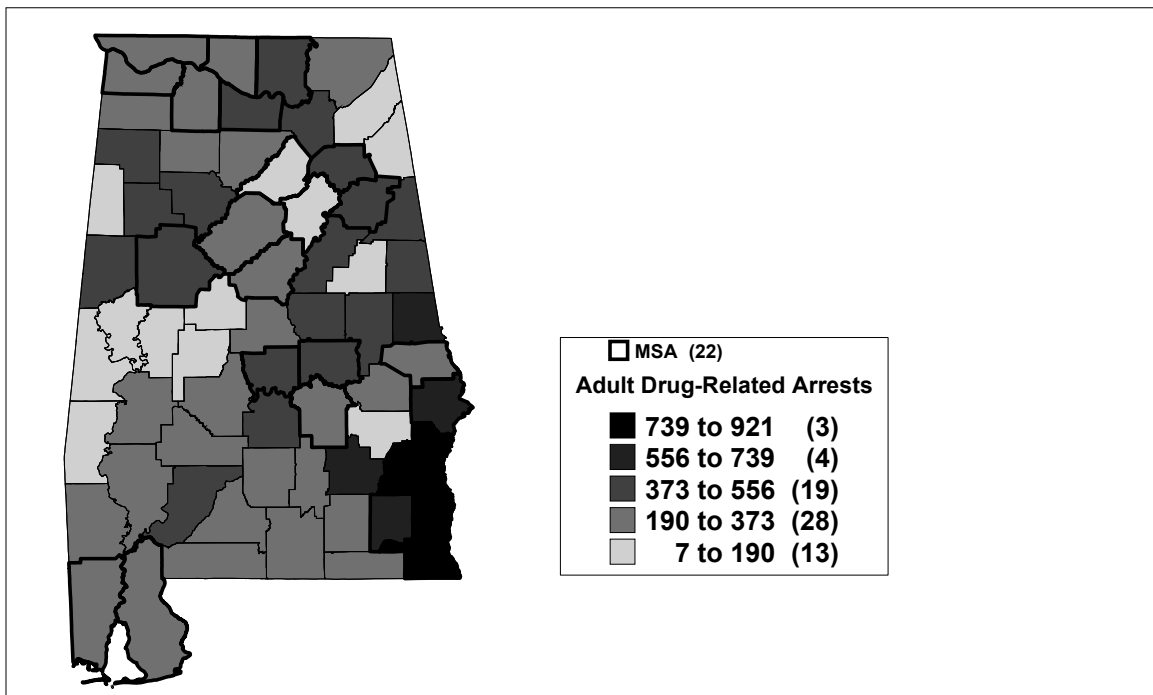 MSA (22)
Adult Drug-Related Arrests
739 to 921 (3)
556 to 739 (4)
373 to 556 (19)
190 to 373 (28)
7 to 190 (13)